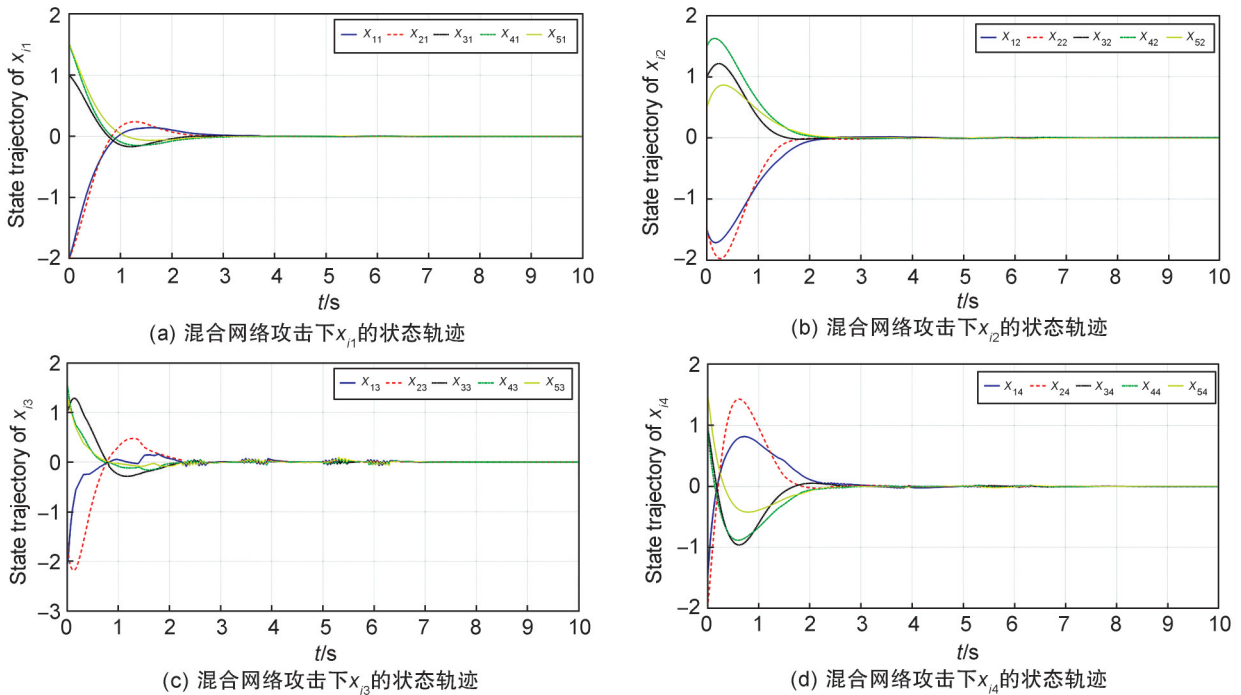 2
1
0
–1
–2
State trajectory of x_{i1}
X_{11} X_{21} X_{31} X_{41} X_{51}
0 1 2 3 4 5 6 7 8 9 10
t/s
(a) 混合网络攻击下x_{i1}的状态轨迹
2
1
0
–1
–2
State trajectory of x_{i2}
X_{12} X_{22} X_{32} X_{42} X_{52}
0 1 2 3 4 5 6 7 8 9 10
t/s
(b) 混合网络攻击下x_{i2}的状态轨迹
2
1
0
–1
–2
–3
State trajectory of x_{i3}
X_{13} X_{23} X_{33} X_{43} X_{53}
0 1 2 3 4 5 6 7 8 9 10
t/s
(c) 混合网络攻击下x_{i3}的状态轨迹
2
1
0
–1
–2
State trajectory of x_{i4}
X_{14} X_{24} X_{34} X_{44} X_{54}
0 1 2 3 4 5 6 7 8 9 10
t/s
(d) 混合网络攻击下x_{i4}的状态轨迹